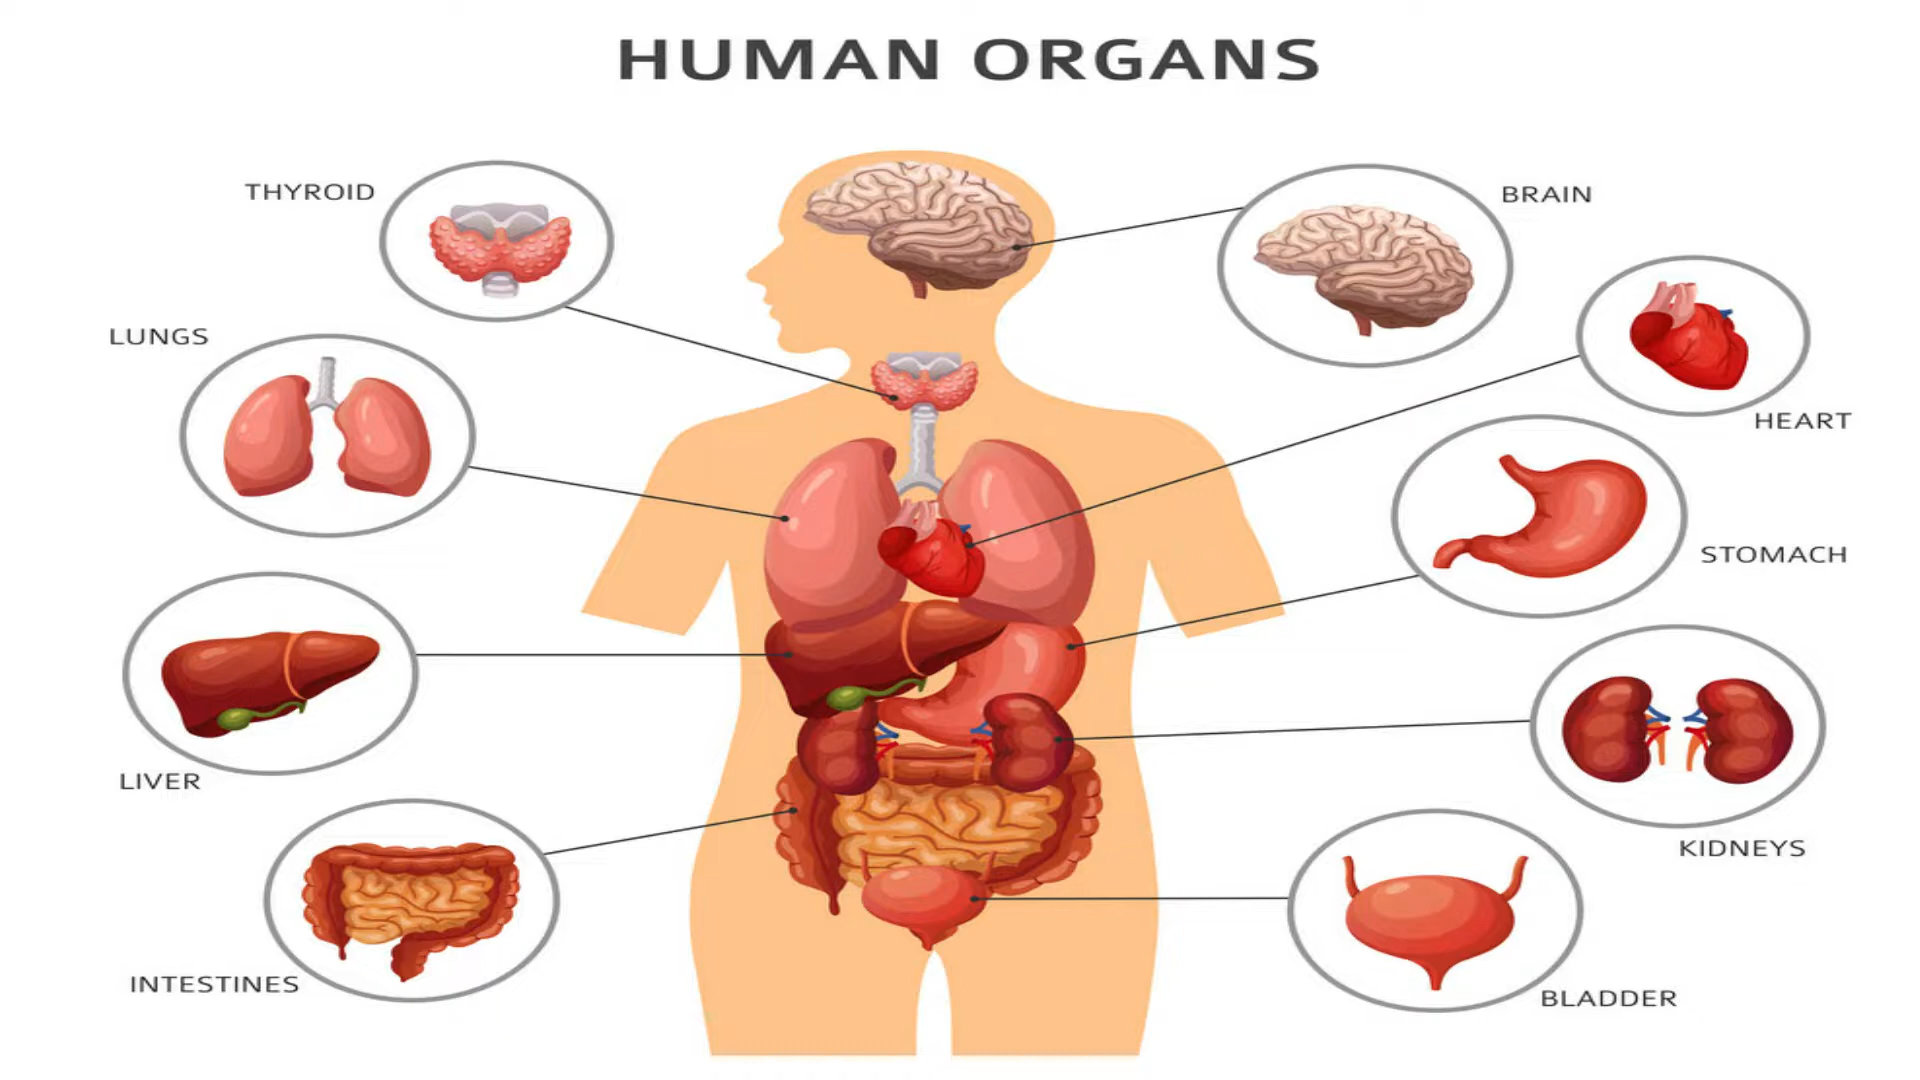 HUMAN ORGANS
THYROID
BRAIN
LUNGS
HEART
STOMACH
LIVER
KIDNEYS
INTESTINES
BLADDER